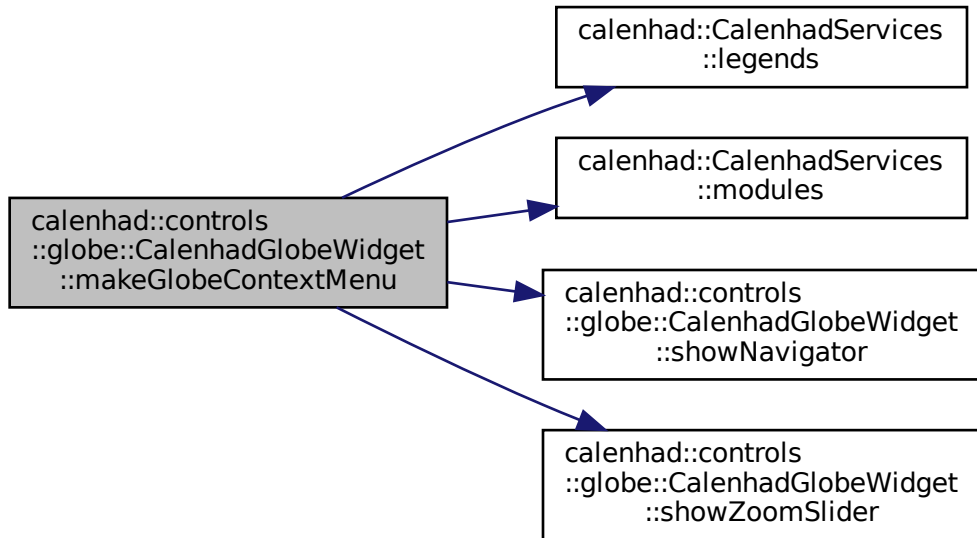 calenhad::controls
::globe::CalenhadGlobeWidget
::makeGlobeContextMenu
calenhad::CalenhadServices
::legends
calenhad::CalenhadServices
::modules
calenhad::controls
::globe::CalenhadGlobeWidget
::showNavigator
calenhad::controls
::globe::CalenhadGlobeWidget
::showZoomSlider